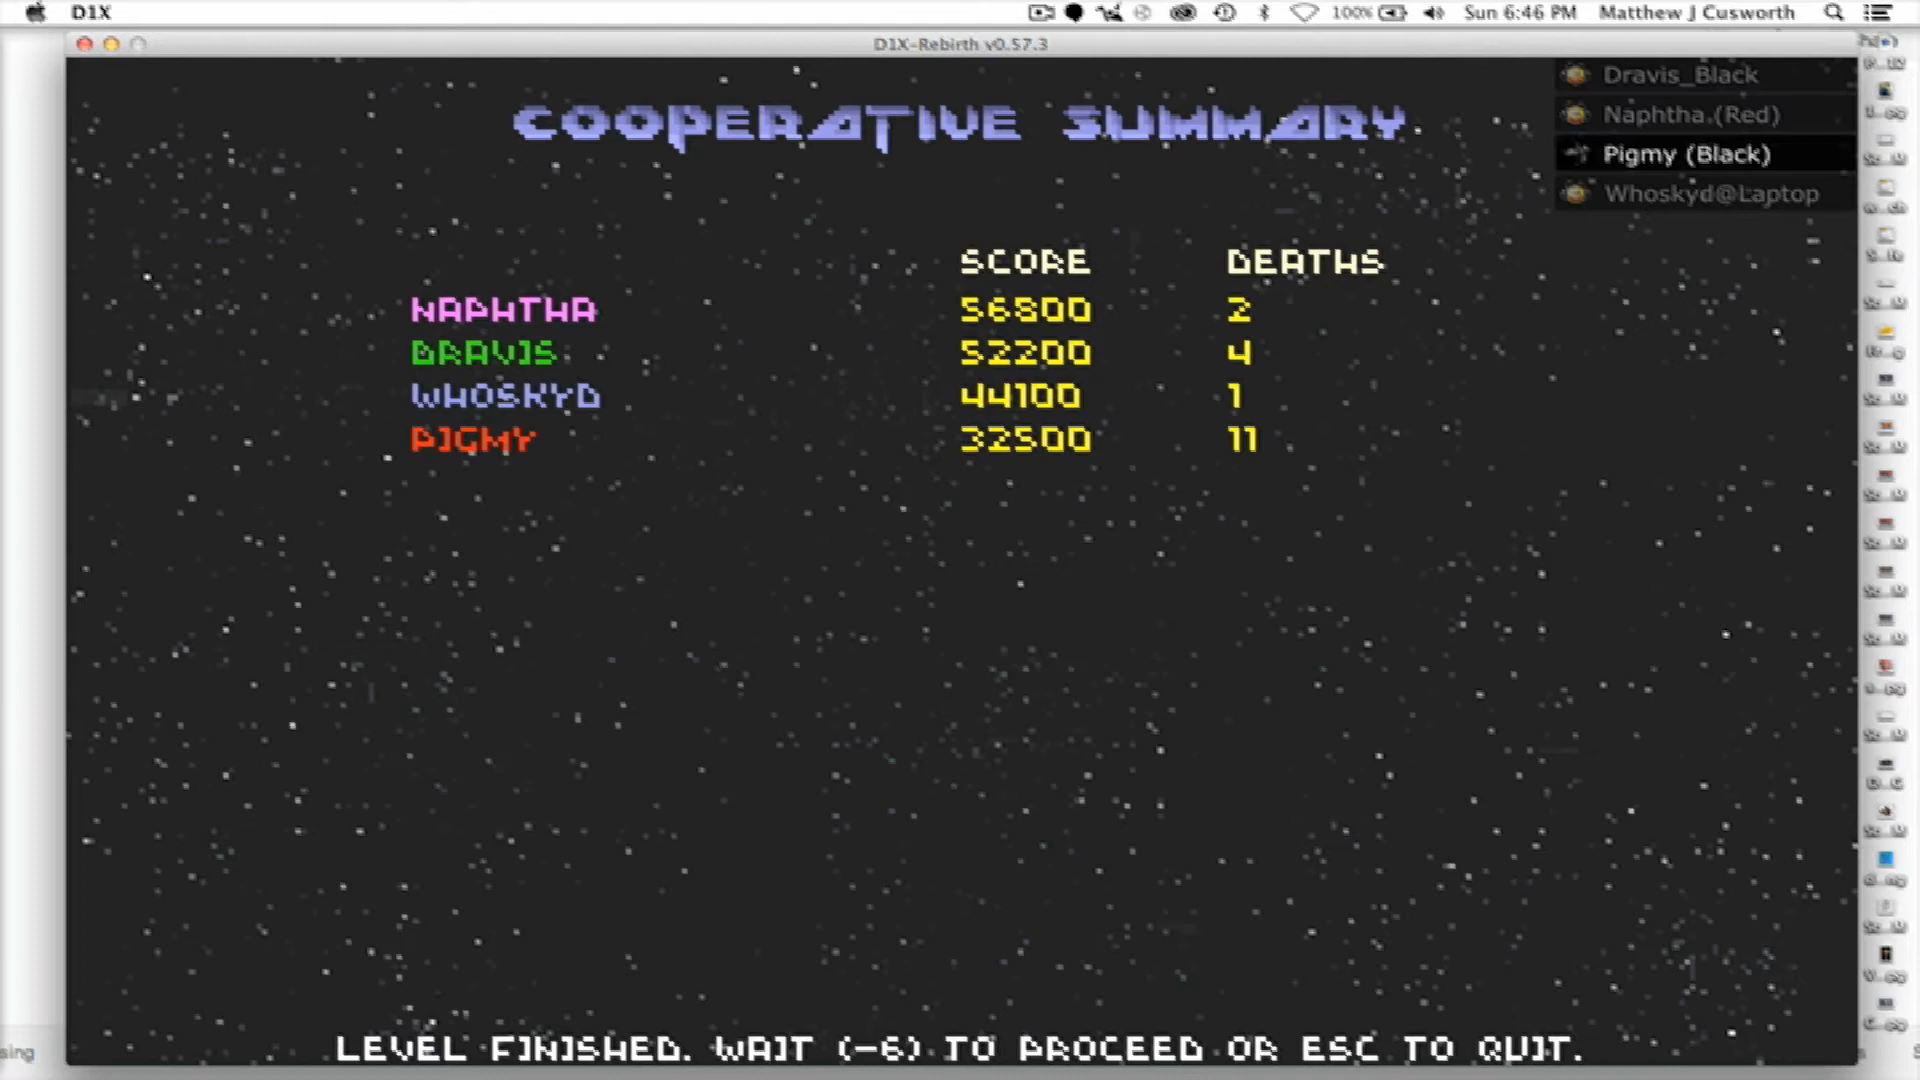 D1X 100% Sun 6:46 PM Matthew J Cusworth
D1X-Rebirth v0.57.3
Dravis_Black
Naphtha.(Red)
Pigmy (Black)
Whoskyd@Laptop
COOPERATIVE SUMMARY
SCORE DEATHS
NAPHTHA 56800 2
DRAVIS 52200 4
WHOSKYD 44100 1
PIGMY 32500 11
LEVEL FINISHED. WAIT (-6) TO PROCEED OR ESC TO QUIT.
sing